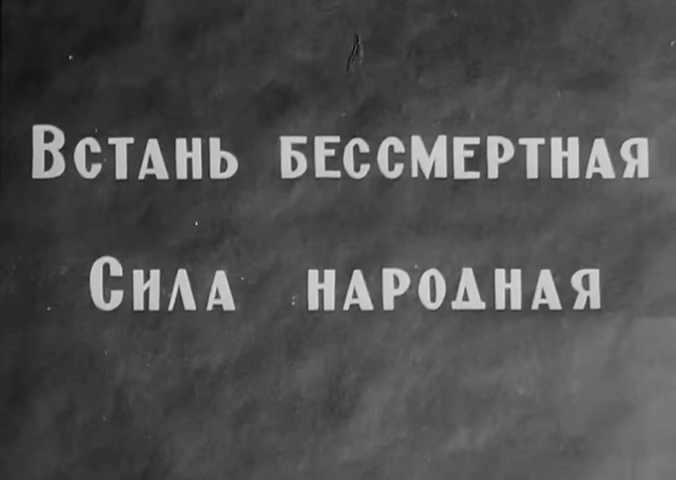 Встань бессмертная
Сила народная